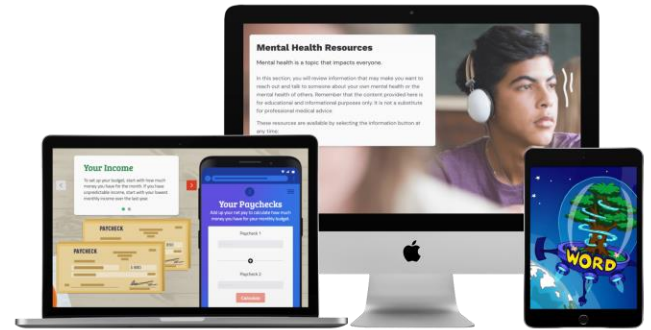 Mental Health Resources
Mental health is a topic that impacts everyone.
In this section, you will review information that may make you want to
reach out and talk to someone about your own mental health or the
mental health of others. Remember that the content provided here is
for educational and informational purposes only. It is not a substitute
for professional medical advice.
These resources are available by selecting the information button at
any time.
Your Income
To set up your budget, start with how much
money you have for the month. If you have
unpredictable income, start with your lowest
monthly income over the last year.
PAYCHECK
PAYCHECK
Your Paychecks
Add up your net pay to calculate how much
money you have for your monthly budget.
Paycheck 1
Paycheck 2
Calculate
WORD